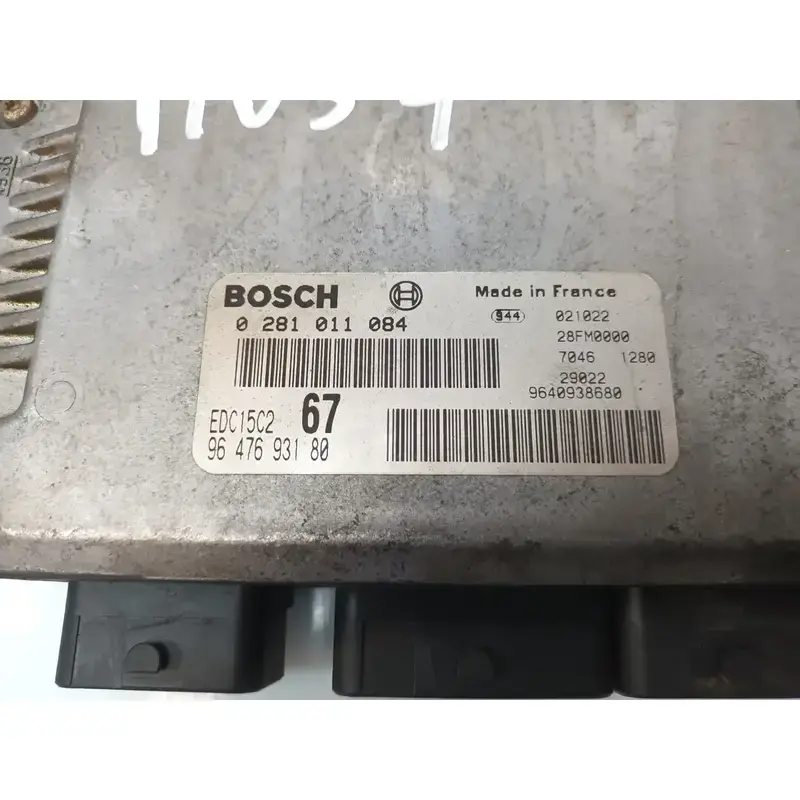 BOSCH
Made in France
0 281 011 084
944 021022
28FM0000
7046 1280
29022
9640938680
EDC15C2 67
96 476 931 80